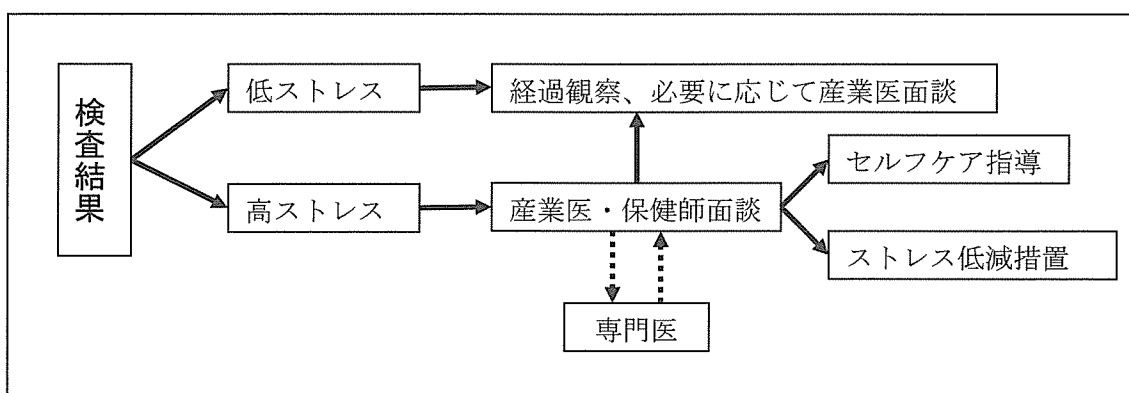 検査結果
低ストレス
経過観察、必要に応じて産業医面談
高ストレス
産業医・保健師面談
セルフケア指導
ストレス低減措置
専門医